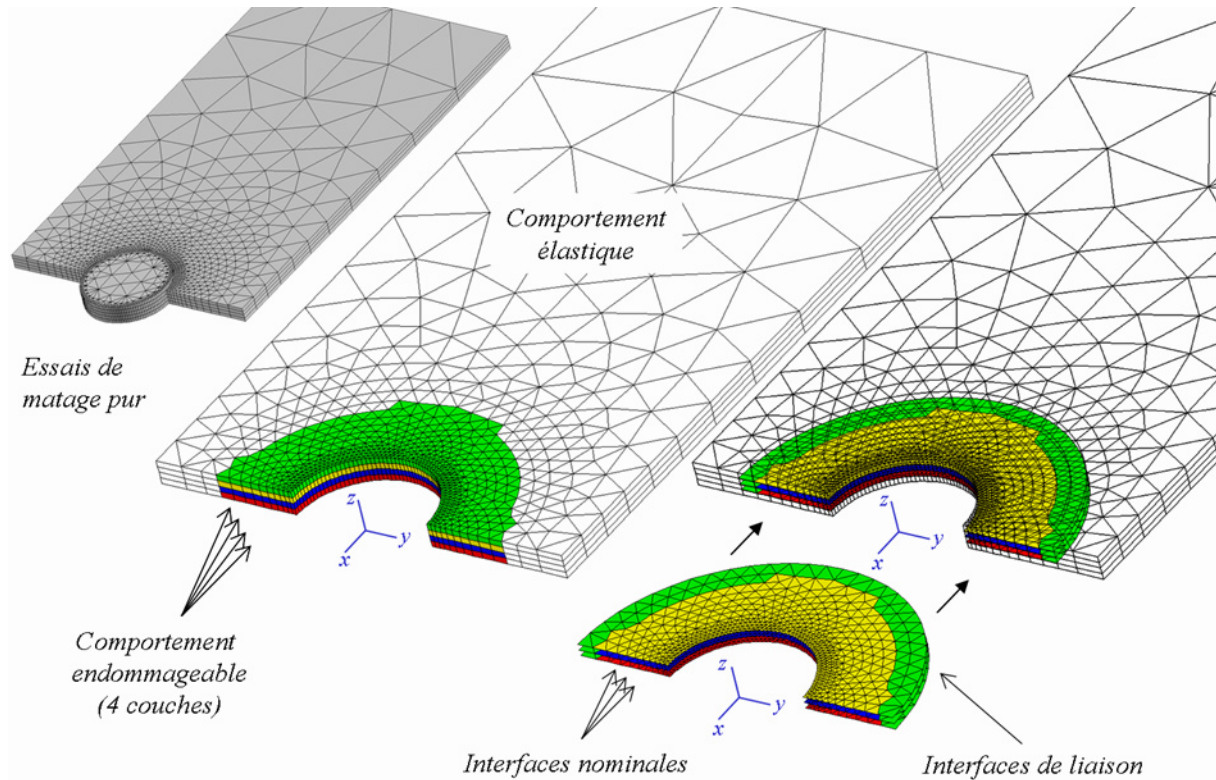 Comportement
élastique
Essais de
matage pur
z
y
x
Comportement
endommageable
(4 couches)
z
y
x
Interfaces nominales
Interfaces de liaison